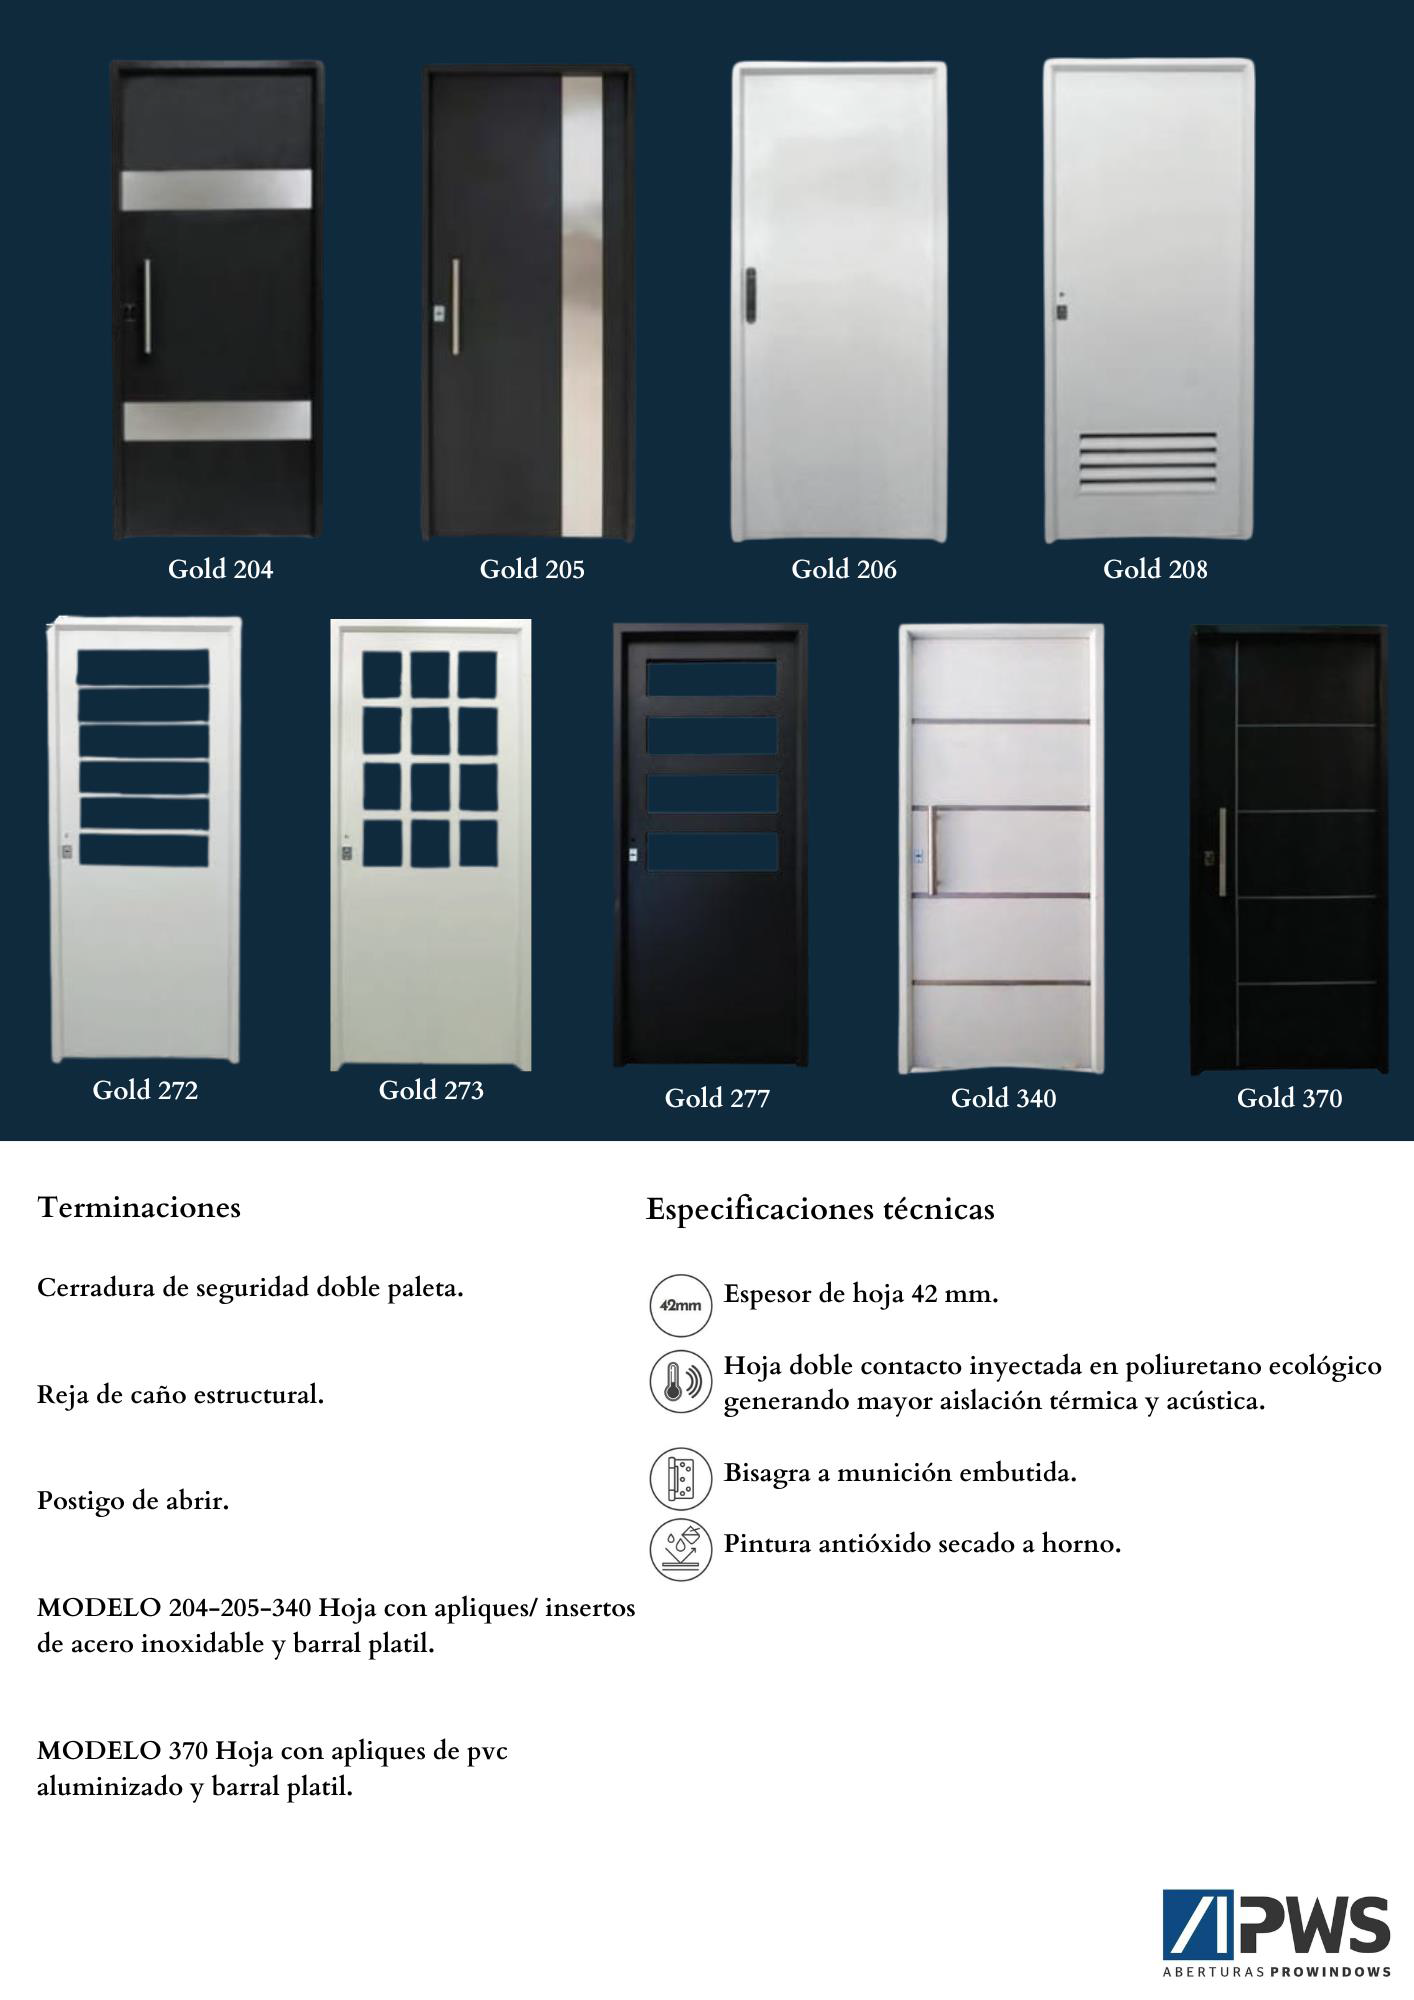 Gold 204
Gold 205
Gold 206
Gold 208
Gold 272
Gold 273
Gold 277
Gold 340
Gold 370
Terminaciones
Cerradura de seguridad doble paleta.
Reja de caño estructural.
Postigo de abrir.
MODELO 204-205-340 Hoja con apliques/ insertos
de acero inoxidable y barral platil.
MODELO 370 Hoja con apliques de pvc
aluminizado y barral platil.
Especificaciones técnicas
42mm
Espesor de hoja 42 mm.
Hoja doble contacto inyectada en poliuretano ecológico
generando mayor aislación térmica y acústica.
Bisagra a munición embutida.
Pintura antióxido secado a horno.
PWS
ABERTURAS PROWINDOWS